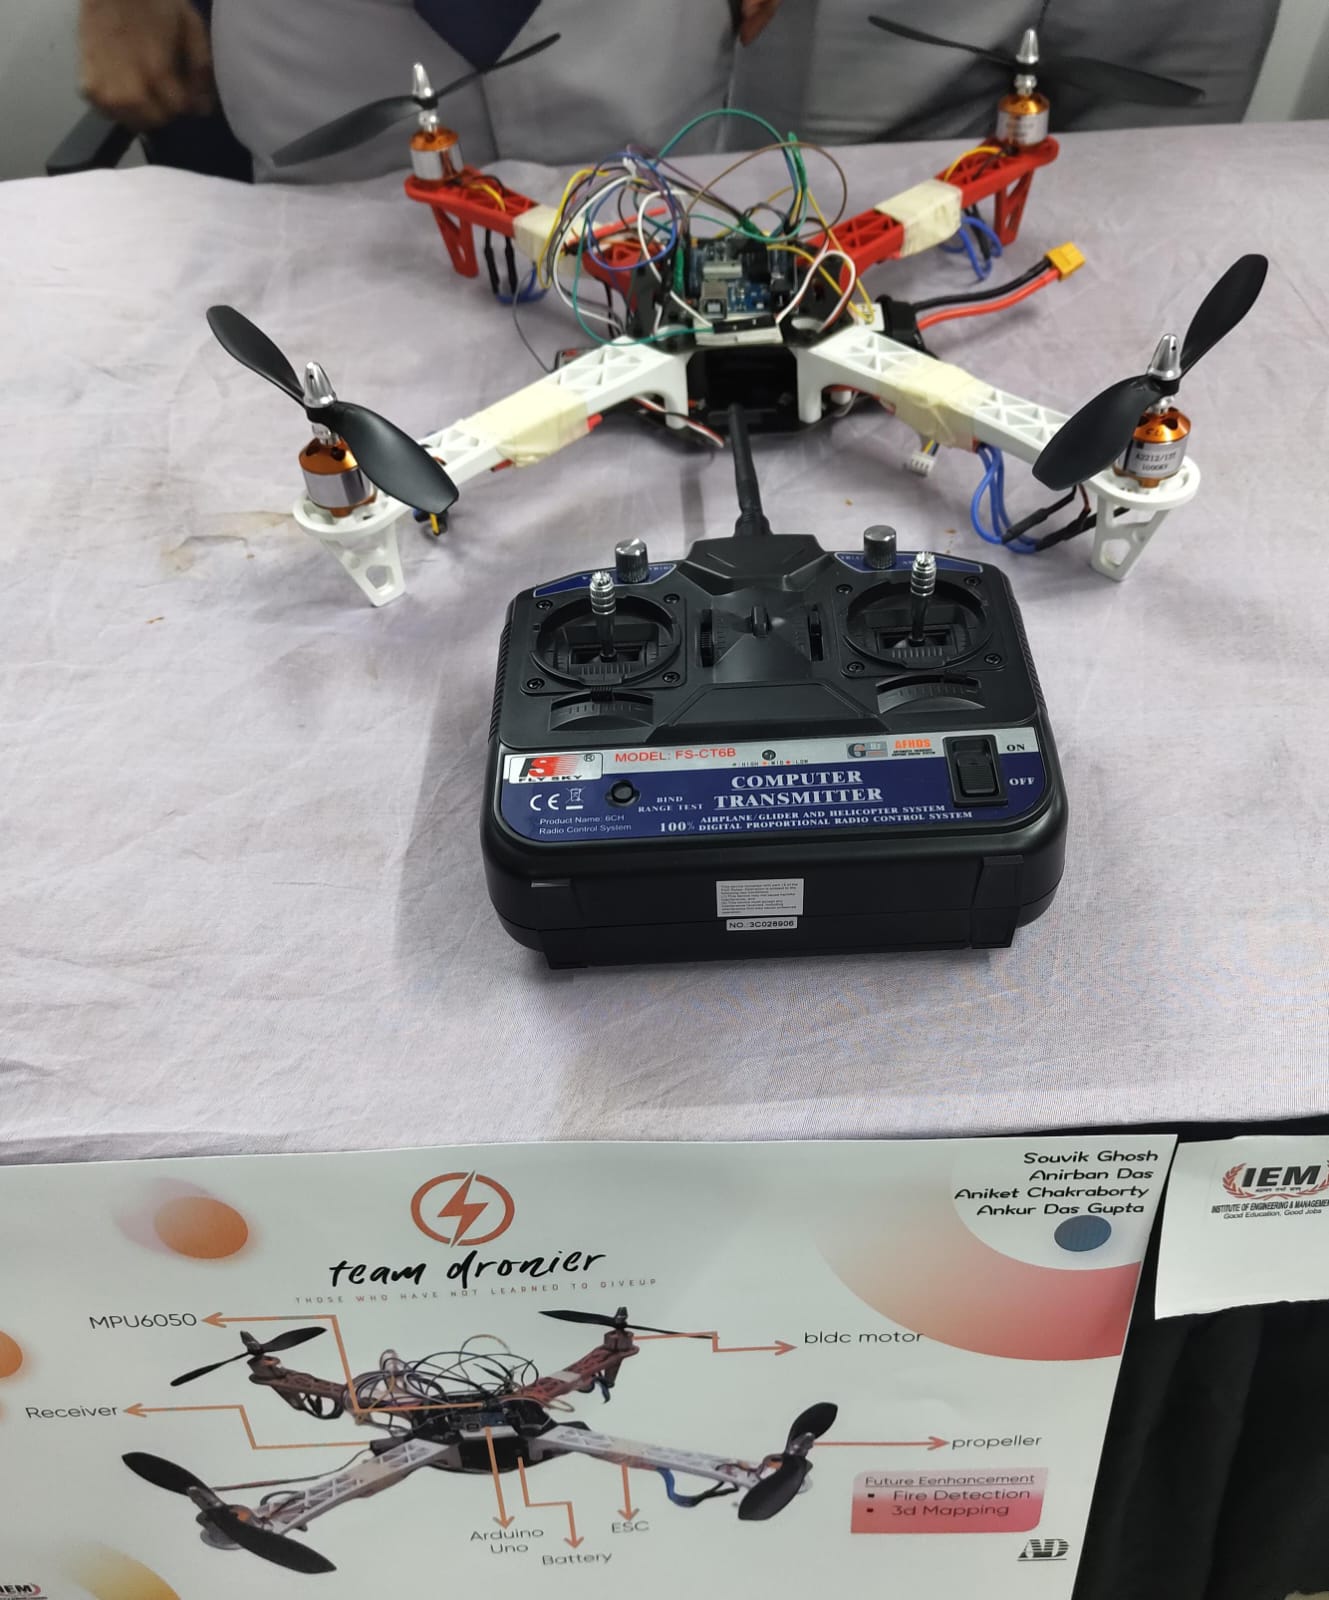 A2212/13T
1000KV
MODEL: FS-CT6B
AFHDS
ON
OFF
FS ®
FLY SKY
CE
BIND
RANGE TEST
COMPUTER
TRANSMITTER
Product Name: 6CH
Radio Control System
AIRPLANE/GLIDER AND HELICOPTER SYSTEM
100% DIGITAL PROPORTIONAL RADIO CONTROL SYSTEM
NO.:3C028906
Souvik Ghosh
Anirban Das
Aniket Chakraborty
Ankur Das Gupta
IEM
INSTITUTE OF ENGINEERING & MANAGEMEN
Good Education, Good Jobs
team dronier
THOSE WHO HAVE NOT LEARNED TO GIVEUP
MPU6050
bldc motor
Receiver
propeller
Future Eenhancement
▪ Fire Detection
▪ 3d Mapping
Arduino
Uno
Battery
ESC
AD
IEM